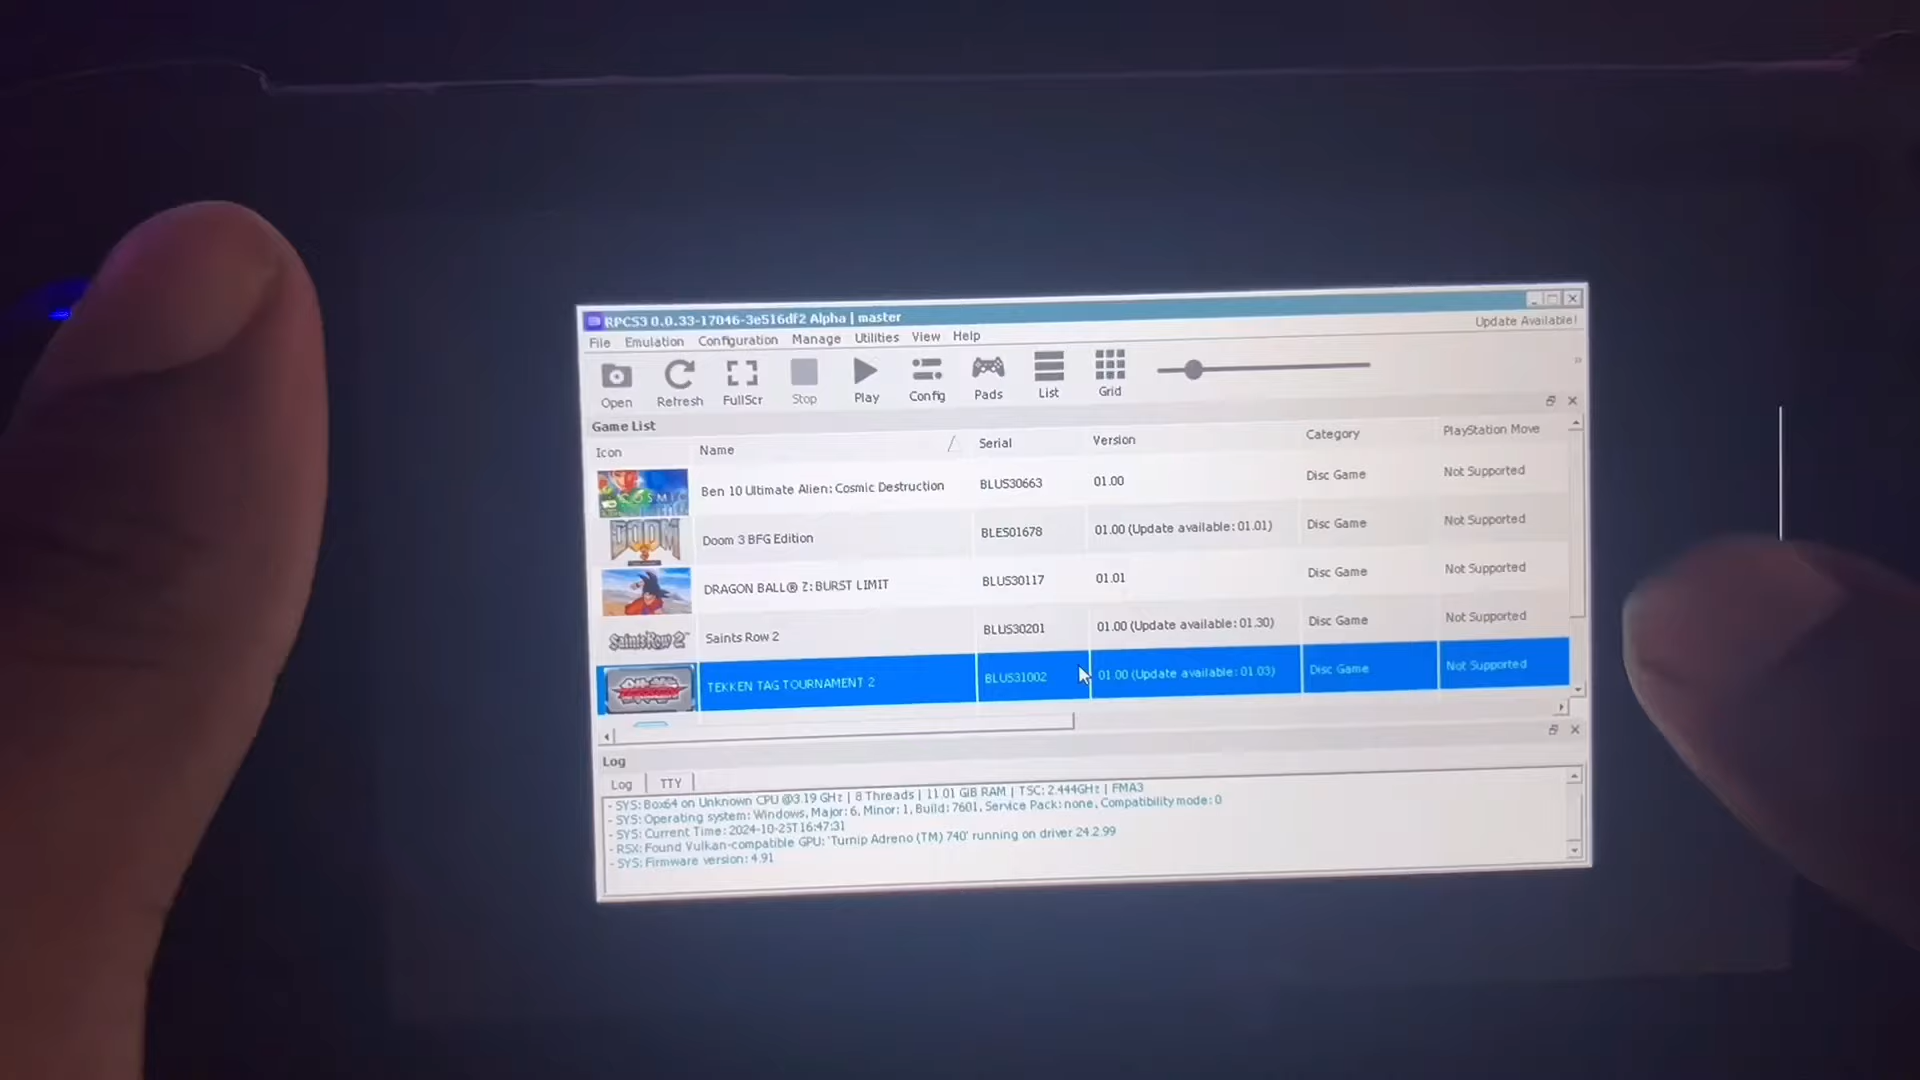 RPCS3 0.0.33-17046-3e516df2 Alpha | master
Update Available!
File Emulation Configuration Manage Utilities View Help
Open Refresh FullScr Stop Play Config Pads List Grid
Game List
Icon Name Serial Version Category PlayStation Move
COSMIC
Ben 10 Ultimate Alien: Cosmic Destruction BLUS30663 01.00 Disc Game Not Supported
DOOM
Doom 3 BFG Edition BLES01678 01.00 (Update available: 01.01) Disc Game Not Supported
DRAGON BALL® Z: BURST LIMIT BLUS30117 01.01 Disc Game Not Supported
Saints Row 2
Saints Row 2 BLUS30201 01.00 (Update available: 01.30) Disc Game Not Supported
TEKKEN TAG TOURNAMENT 2 BLUS31002 01.00 (Update available: 01.03) Disc Game Not Supported
Log
Log TTY
- SYS: Box64 on Unknown CPU @3.19 GHz | 8 Threads | 11.01 GiB RAM | TSC: 2.444GHz | FMA3
- SYS: Operating system: Windows, Major: 6, Minor: 1, Build: 7601, Service Pack: none, Compatibility mode: 0
- SYS: Current Time: 2024-10-25T16:47:31
- RSX: Found Vulkan-compatible GPU: 'Turnip Adreno (TM) 740' running on driver 24.2.99
- SYS: Firmware version: 4.91